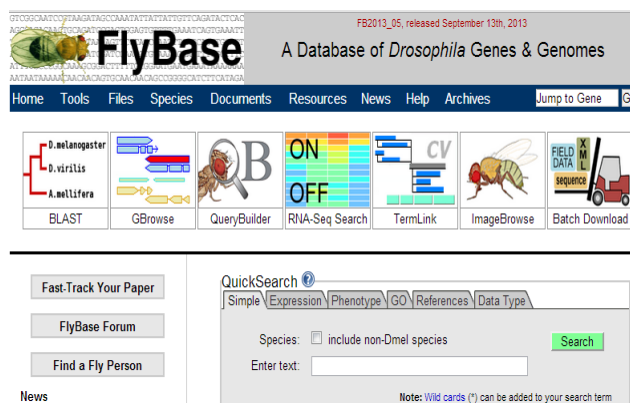 GTCGGCAATCCGTAAGATAGCCAAATATTATTATTGTTCAGATACTCAC
FB2013_05, released September 13th, 2013
FlyBase
A Database of Drosophila Genes & Genomes
Home Tools Files Species Documents Resources News Help Archives Jump to Gene G
D.melanogaster
D.virilis
A.mellifera
BLAST
GBrowse
QueryBuilder
ON
OFF
RNA-Seq Search
CV
TermLink
ImageBrowse
FIELD DATA
XML
sequence
Batch Download
Fast-Track Your Paper
FlyBase Forum
Find a Fly Person
News
QuickSearch ?
Simple Expression Phenotype GO References Data Type
Species: include non-Dmel species Search
Enter text:
Note: Wild cards (*) can be added to your search term